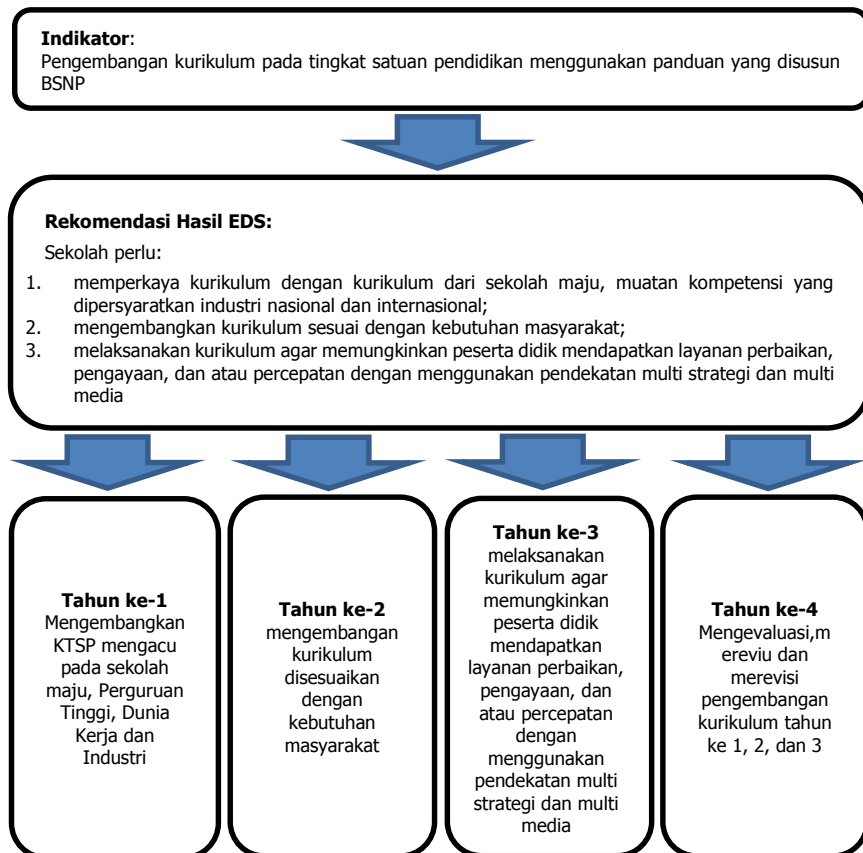 Indikator:
Pengembangan kurikulum pada tingkat satuan pendidikan menggunakan panduan yang disusun
BSNP
Rekomendasi Hasil EDS:
Sekolah perlu:
1. memperkaya kurikulum dengan kurikulum dari sekolah maju, muatan kompetensi yang
dipersyaratkan industri nasional dan internasional;
2. mengembangkan kurikulum sesuai dengan kebutuhan masyarakat;
3. melaksanakan kurikulum agar memungkinkan peserta didik mendapatkan layanan perbaikan,
pengayaan, dan atau percepatan dengan menggunakan pendekatan multi strategi dan multi
media
Tahun ke-1
Mengembangkan
KTSP mengacu
pada sekolah
maju, Perguruan
Tinggi, Dunia
Kerja dan
Industri
Tahun ke-2
mengembangan
kurikulum
disesuaikan
dengan
kebutuhan
masyarakat
Tahun ke-3
melaksanakan
kurikulum agar
memungkinkan
peserta didik
mendapatkan
layanan perbaikan,
pengayaan, dan
atau percepatan
dengan
menggunakan
pendekatan multi
strategi dan multi
media
Tahun ke-4
Mengevaluasi,m
ereviu dan
merevisi
pengembangan
kurikulum tahun
ke 1, 2, dan 3